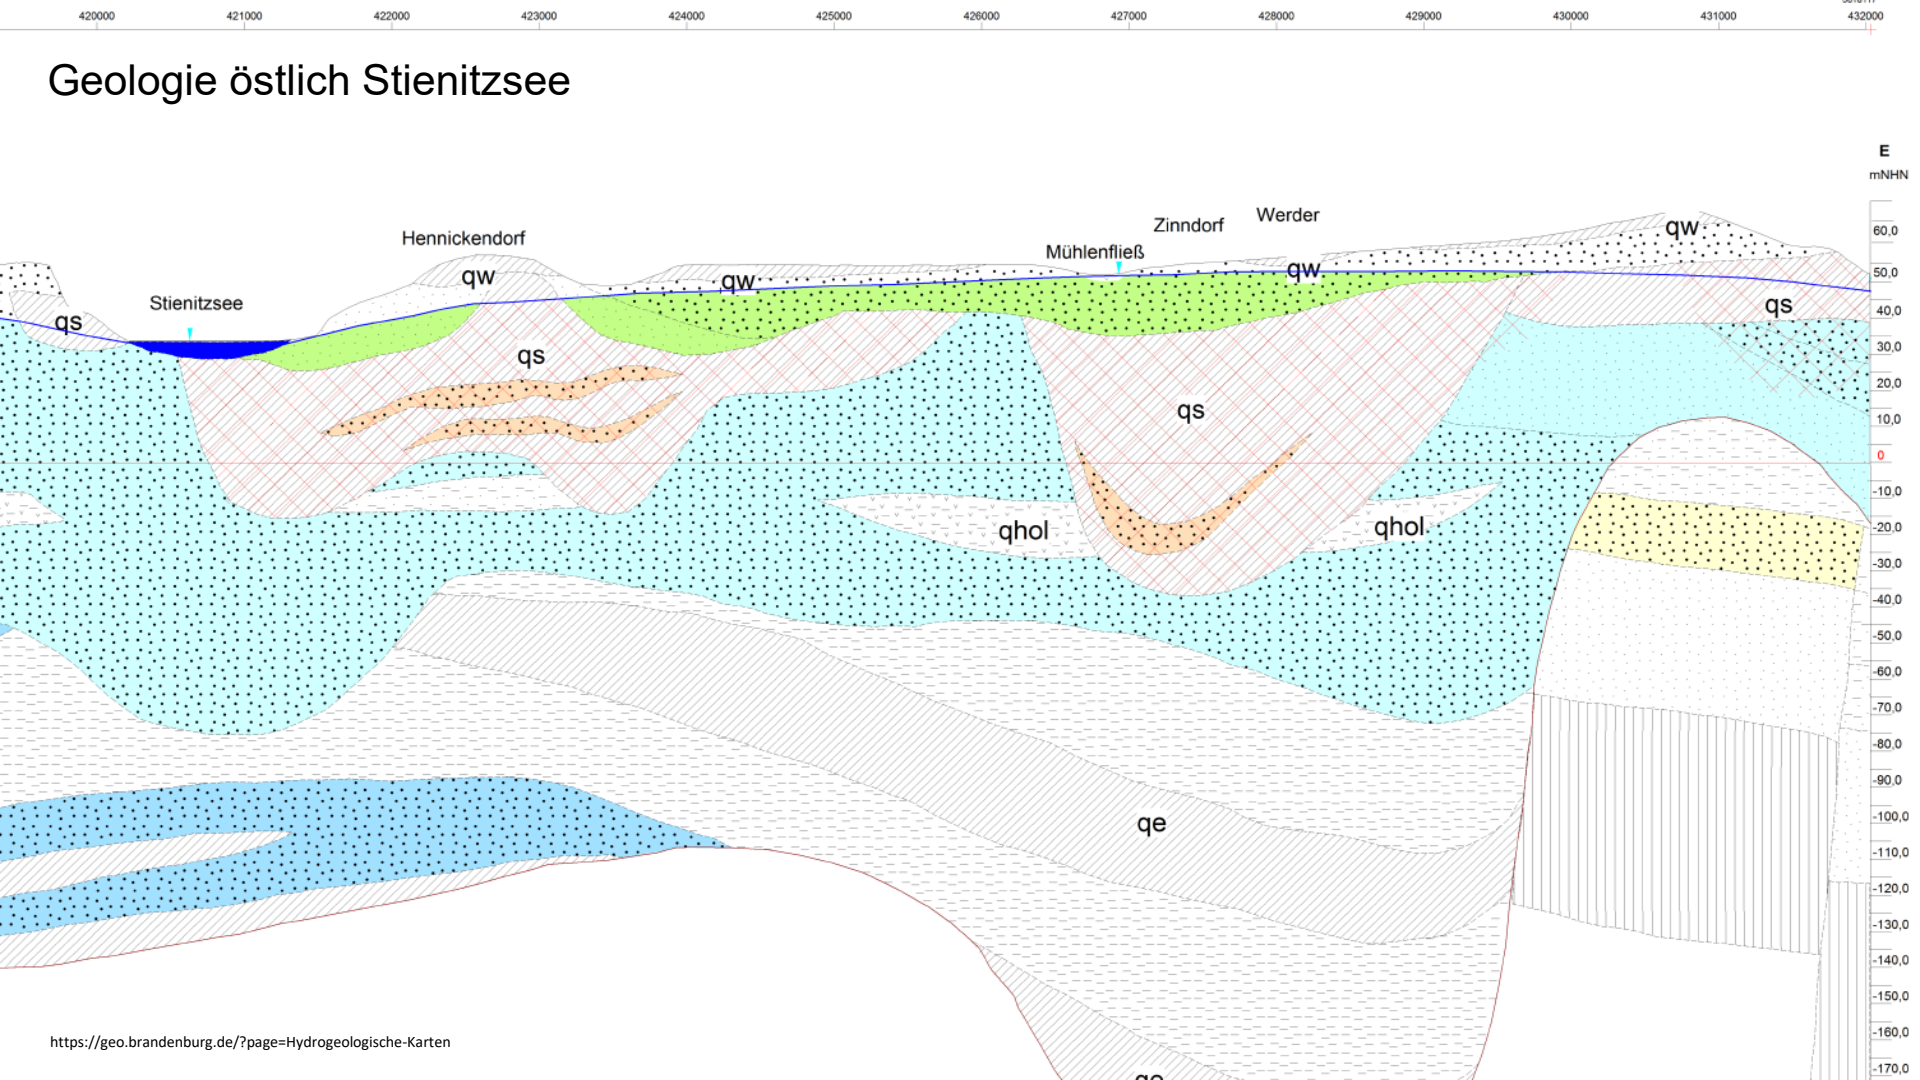 420000 421000 422000 423000 424000 425000 426000 427000 428000 429000 430000 431000 432000
Geologie östlich Stienitzsee
E
mNHN
Werder
Zinndorf
Hennickendorf
Mühlenfließ
Stienitzsee
qw
qw
qw
qw
qs
qs
qs
qs
qhol
qhol
qe
60,0
50,0
40,0
30,0
20,0
10,0
0
-10,0
-20,0
-30,0
-40,0
-50,0
-60,0
-70,0
-80,0
-90,0
-100,0
-110,0
-120,0
-130,0
-140,0
-150,0
-160,0
-170,0
https://geo.brandenburg.de/?page=Hydrogeologische-Karten